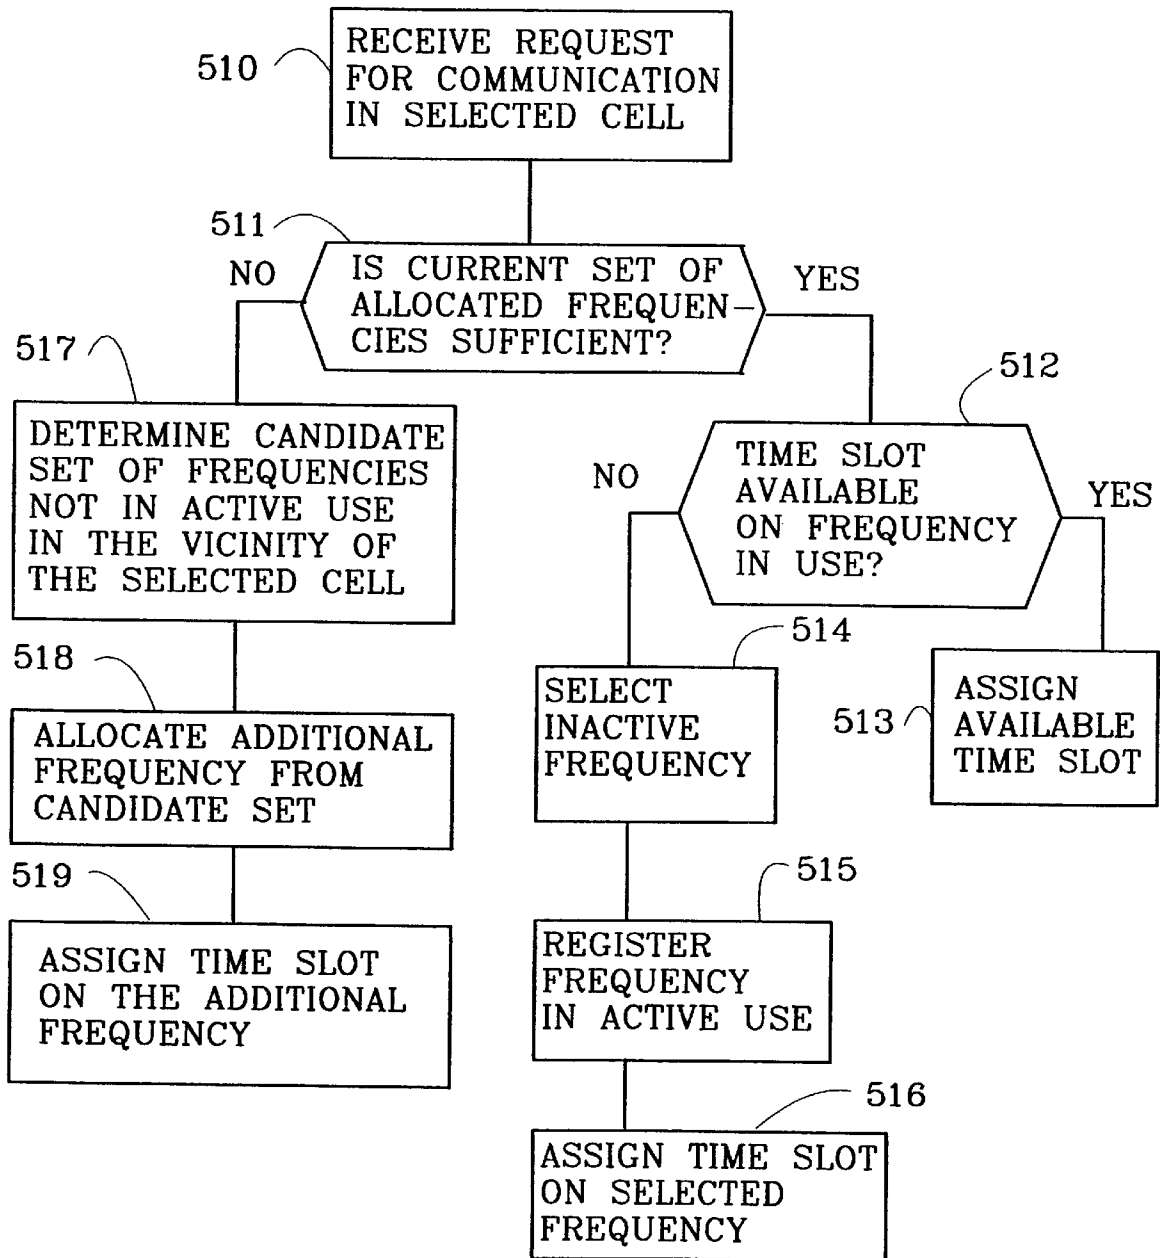 510
RECEIVE REQUEST
FOR COMMUNICATION
IN SELECTED CELL
511
NO
IS CURRENT SET OF
ALLOCATED FREQUEN-
CIES SUFFICIENT?
YES
517
DETERMINE CANDIDATE
SET OF FREQUENCIES
NOT IN ACTIVE USE
IN THE VICINITY OF
THE SELECTED CELL
512
NO
TIME SLOT
AVAILABLE
ON FREQUENCY
IN USE?
YES
518
ALLOCATE ADDITIONAL
FREQUENCY FROM
CANDIDATE SET
514
SELECT
INACTIVE
FREQUENCY
513
ASSIGN
AVAILABLE
TIME SLOT
519
ASSIGN TIME SLOT
ON THE ADDITIONAL
FREQUENCY
515
REGISTER
FREQUENCY
IN ACTIVE USE
516
ASSIGN TIME SLOT
ON SELECTED
FREQUENCY